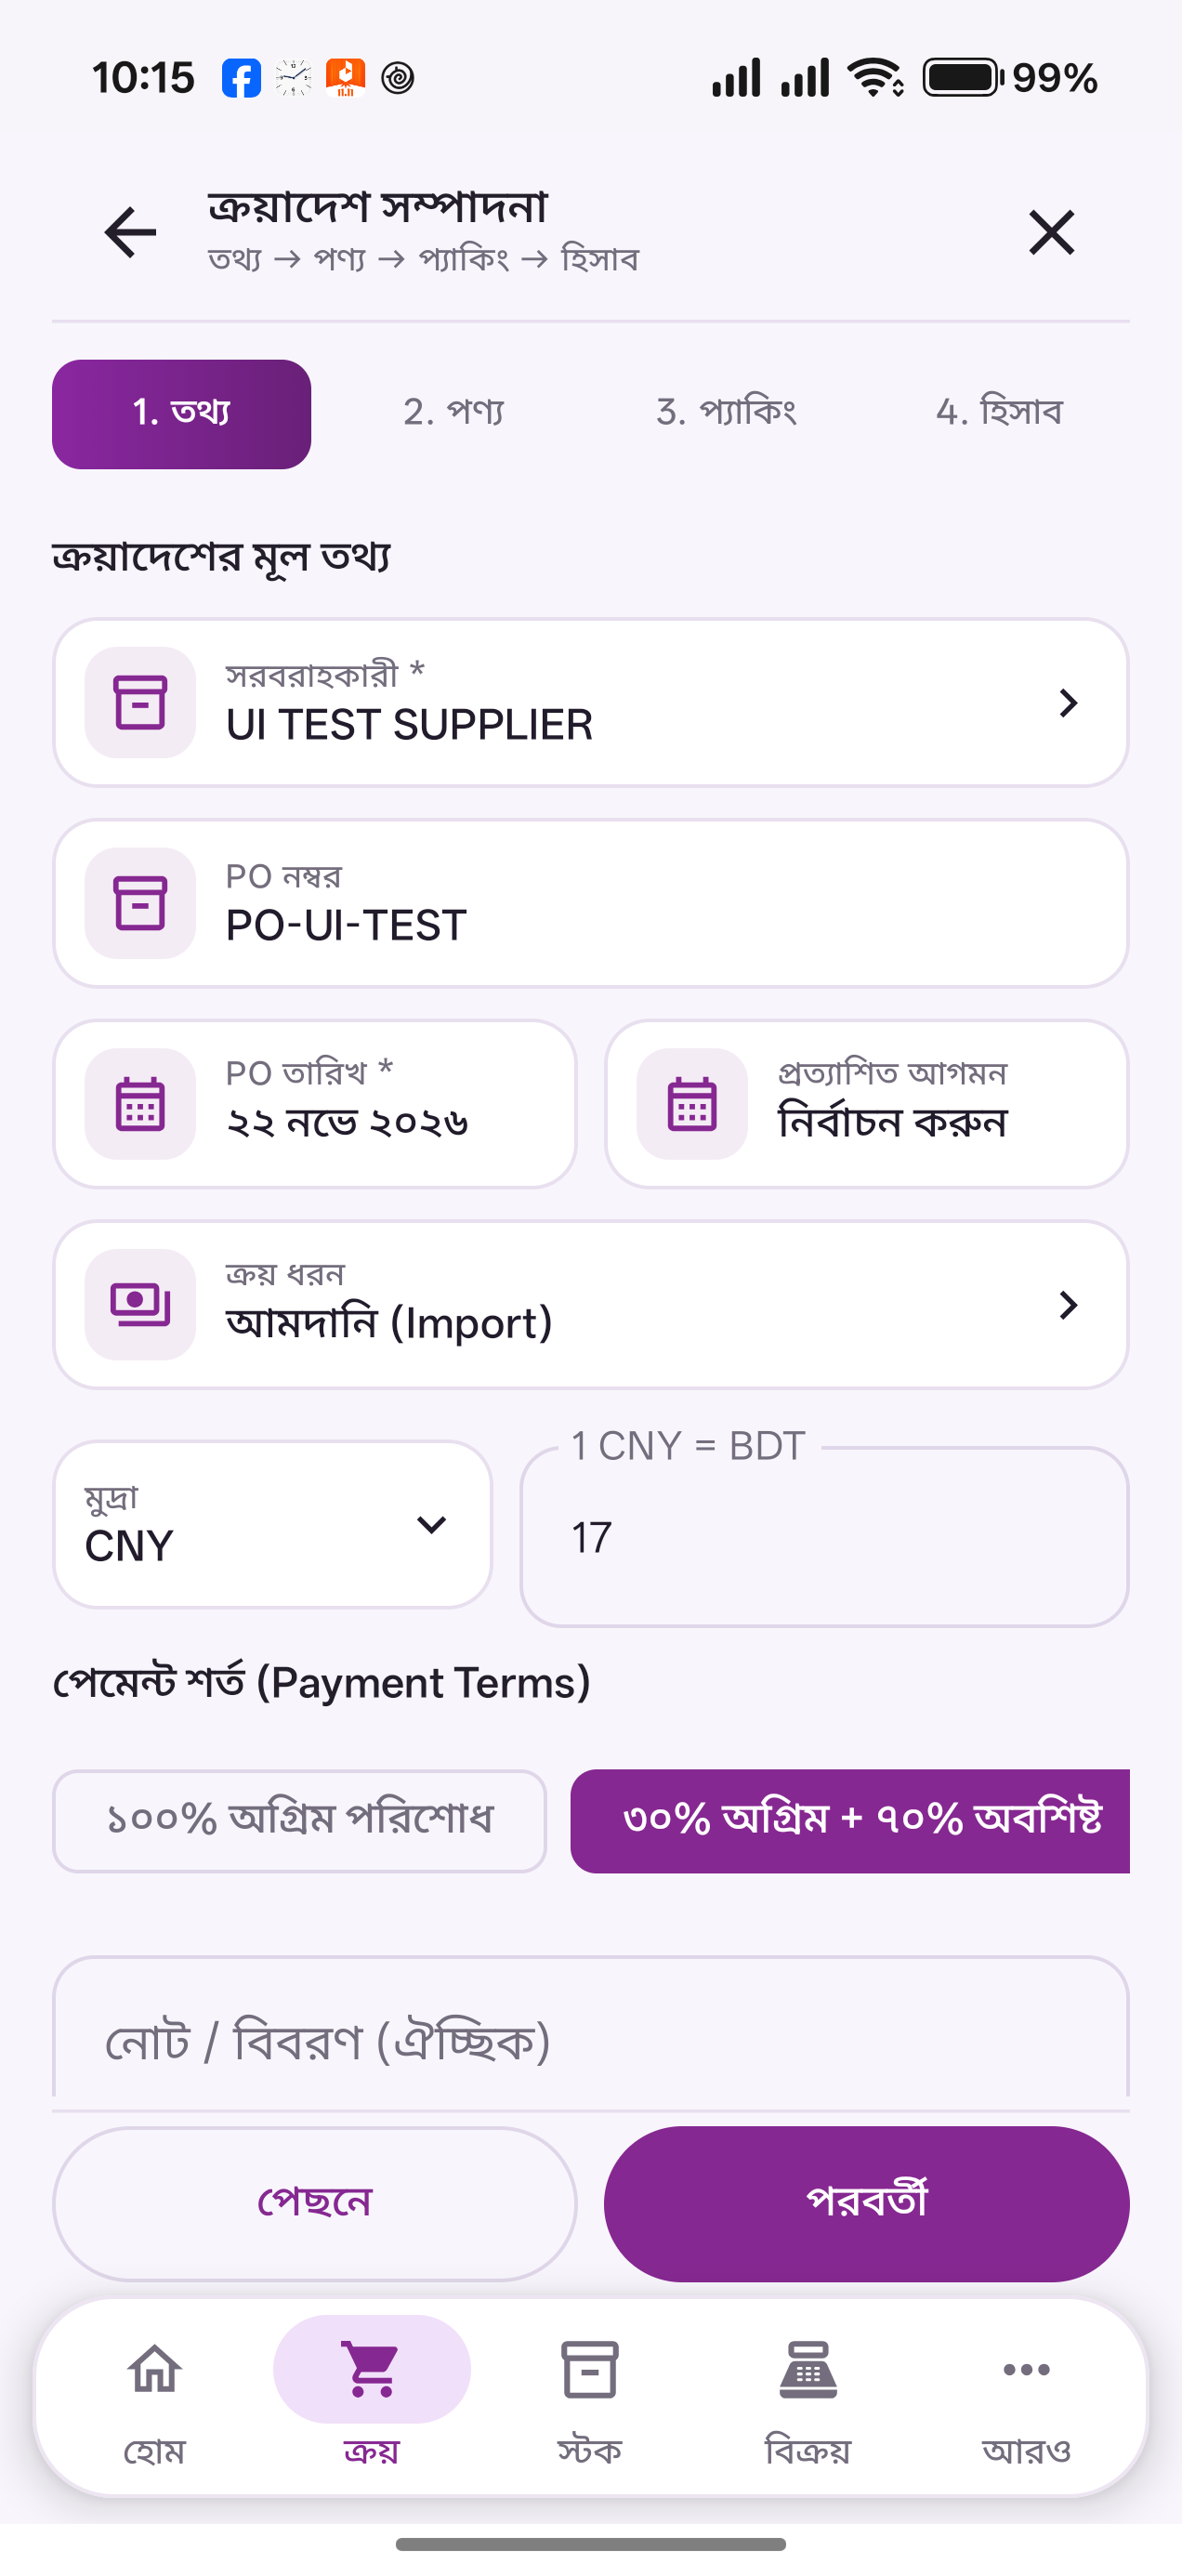 10:15
99%
ক্রয়াদেশ সম্পাদনা
তথ্য → পণ্য → প্যাকিং → হিসাব
1. তথ্য
2. পণ্য
3. প্যাকিং
4. হিসাব
ক্রয়াদেশের মূল তথ্য
সরবরাহকারী *
UI TEST SUPPLIER
PO নম্বর
PO-UI-TEST
PO তারিখ *
২২ নভে ২০২৬
প্রত্যাশিত আগমন
নির্বাচন করুন
ক্রয় ধরন
আমদানি (Import)
1 CNY = BDT
মুদ্রা
CNY
17
পেমেন্ট শর্ত (Payment Terms)
১০০% অগ্রিম পরিশোধ
৩০% অগ্রিম + ৭০% অবশিষ্ট
নোট / বিবরণ (ঐচ্ছিক)
পেছনে
পরবর্তী
হোম
ক্রয়
স্টক
বিক্রয়
আরও